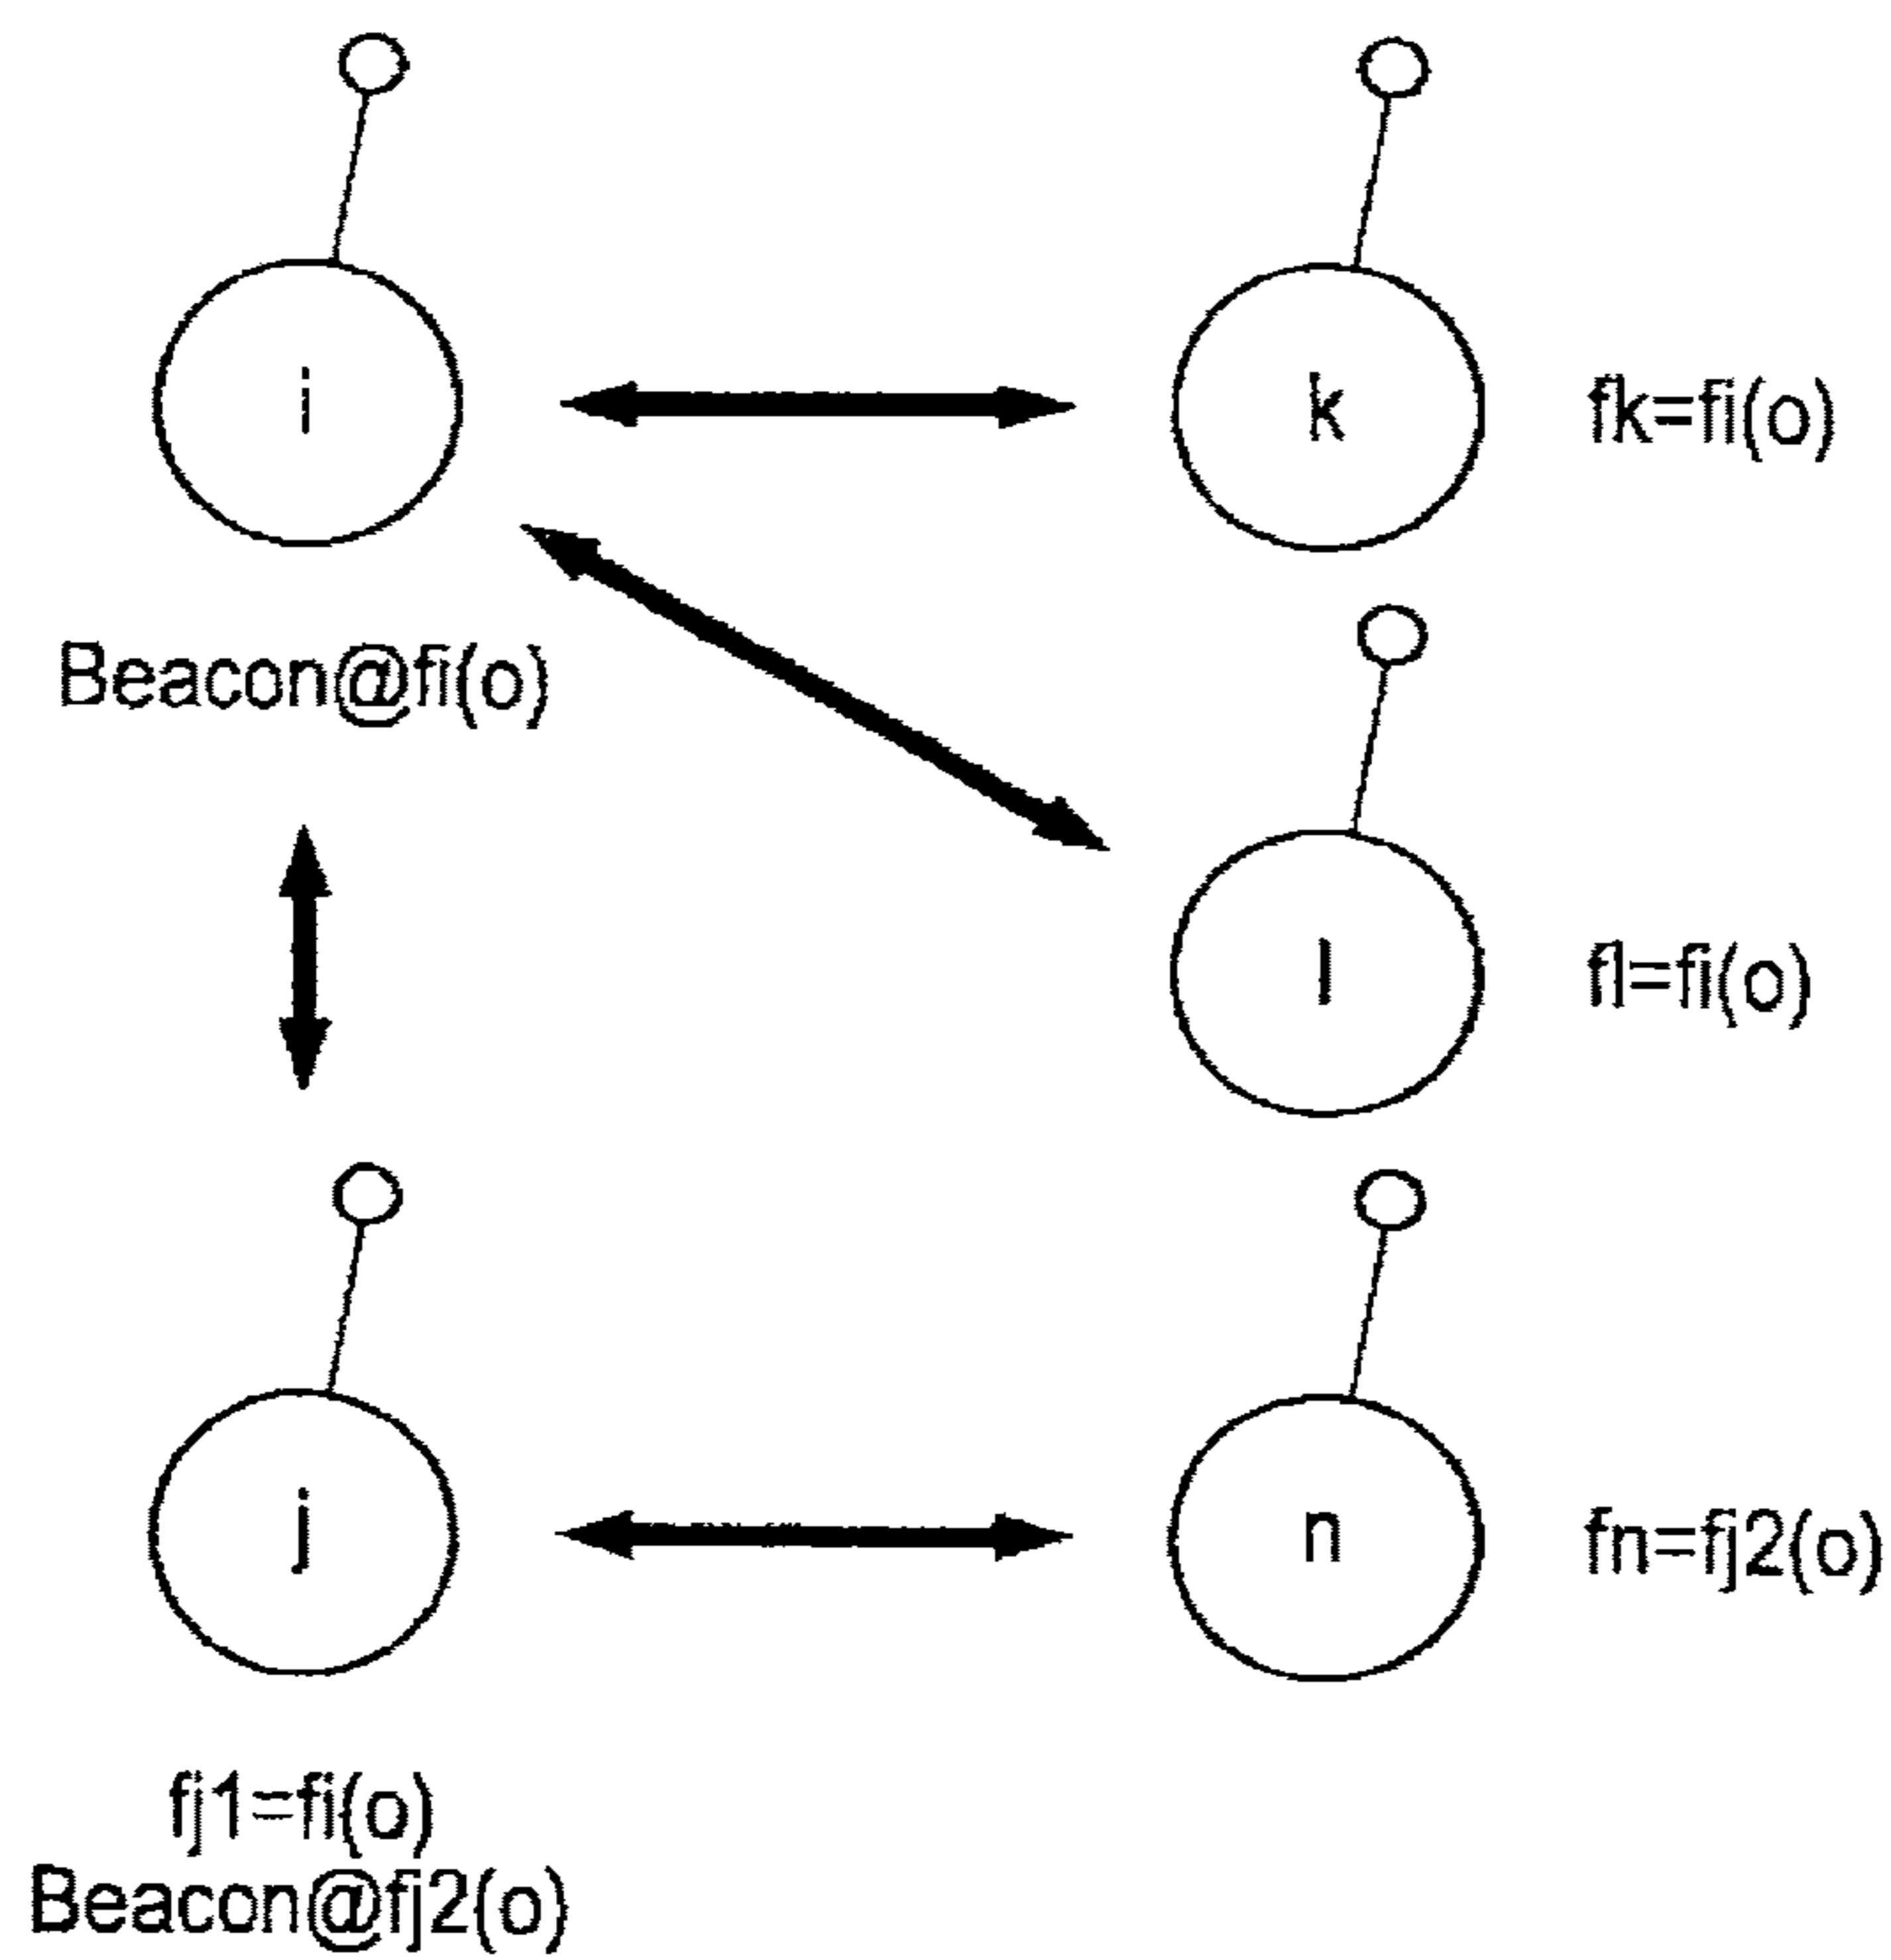 i
k
fk=fi(o)
Beacon@fi(o)
l
fl=fi(o)
j
n
fn=fj2(o)
fj1=fi(o)
Beacon@fj2(o)